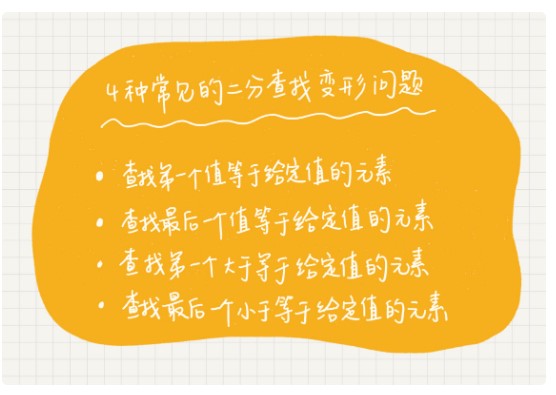 4种常见的二分查找变形问题
查找第一个值等于给定值的元素
查找最后一个值等于给定值的元素
查找第一个大于等于给定值的元素
查找最后一个小于等于给定值的元素